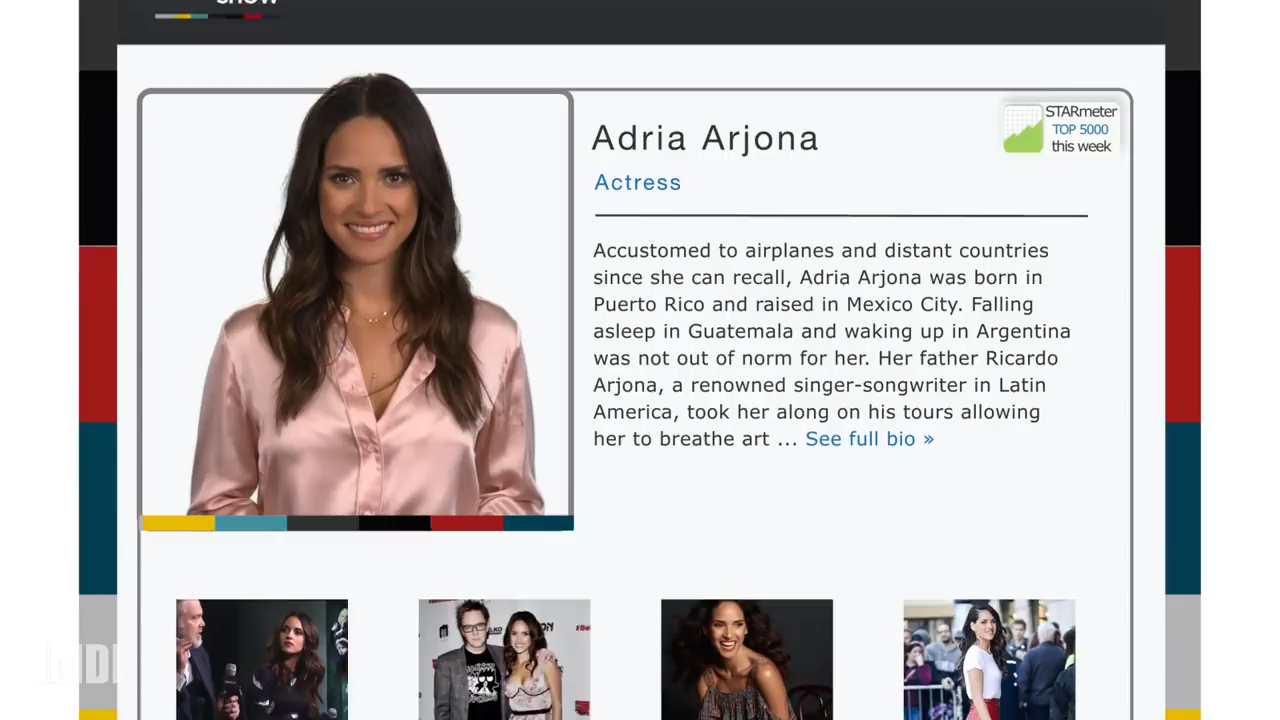 SHOW
Adria Arjona
STARmeter
TOP 5000
this week
Actress
Accustomed to airplanes and distant countries
since she can recall, Adria Arjona was born in
Puerto Rico and raised in Mexico City. Falling
asleep in Guatemala and waking up in Argentina
was not out of norm for her. Her father Ricardo
Arjona, a renowned singer-songwriter in Latin
America, took her along on his tours allowing
her to breathe art ... See full bio »